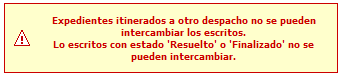 Expedientes itinerados a otro despacho no se pueden
intercambiar los escritos.
Lo escritos con estado 'Resuelto' o 'Finalizado' no se
pueden intercambiar.